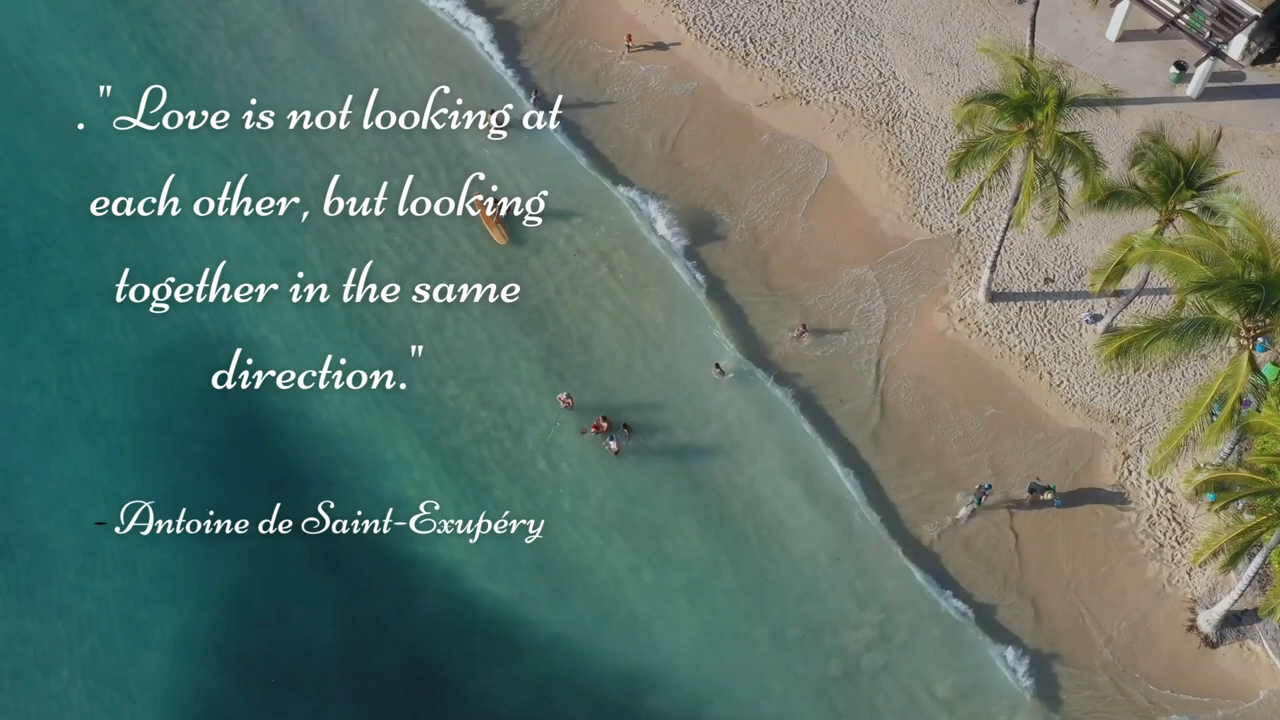 ." Love is not looking at
each other, but looking
together in the same
direction."
- Antoine de Saint-Exupéry